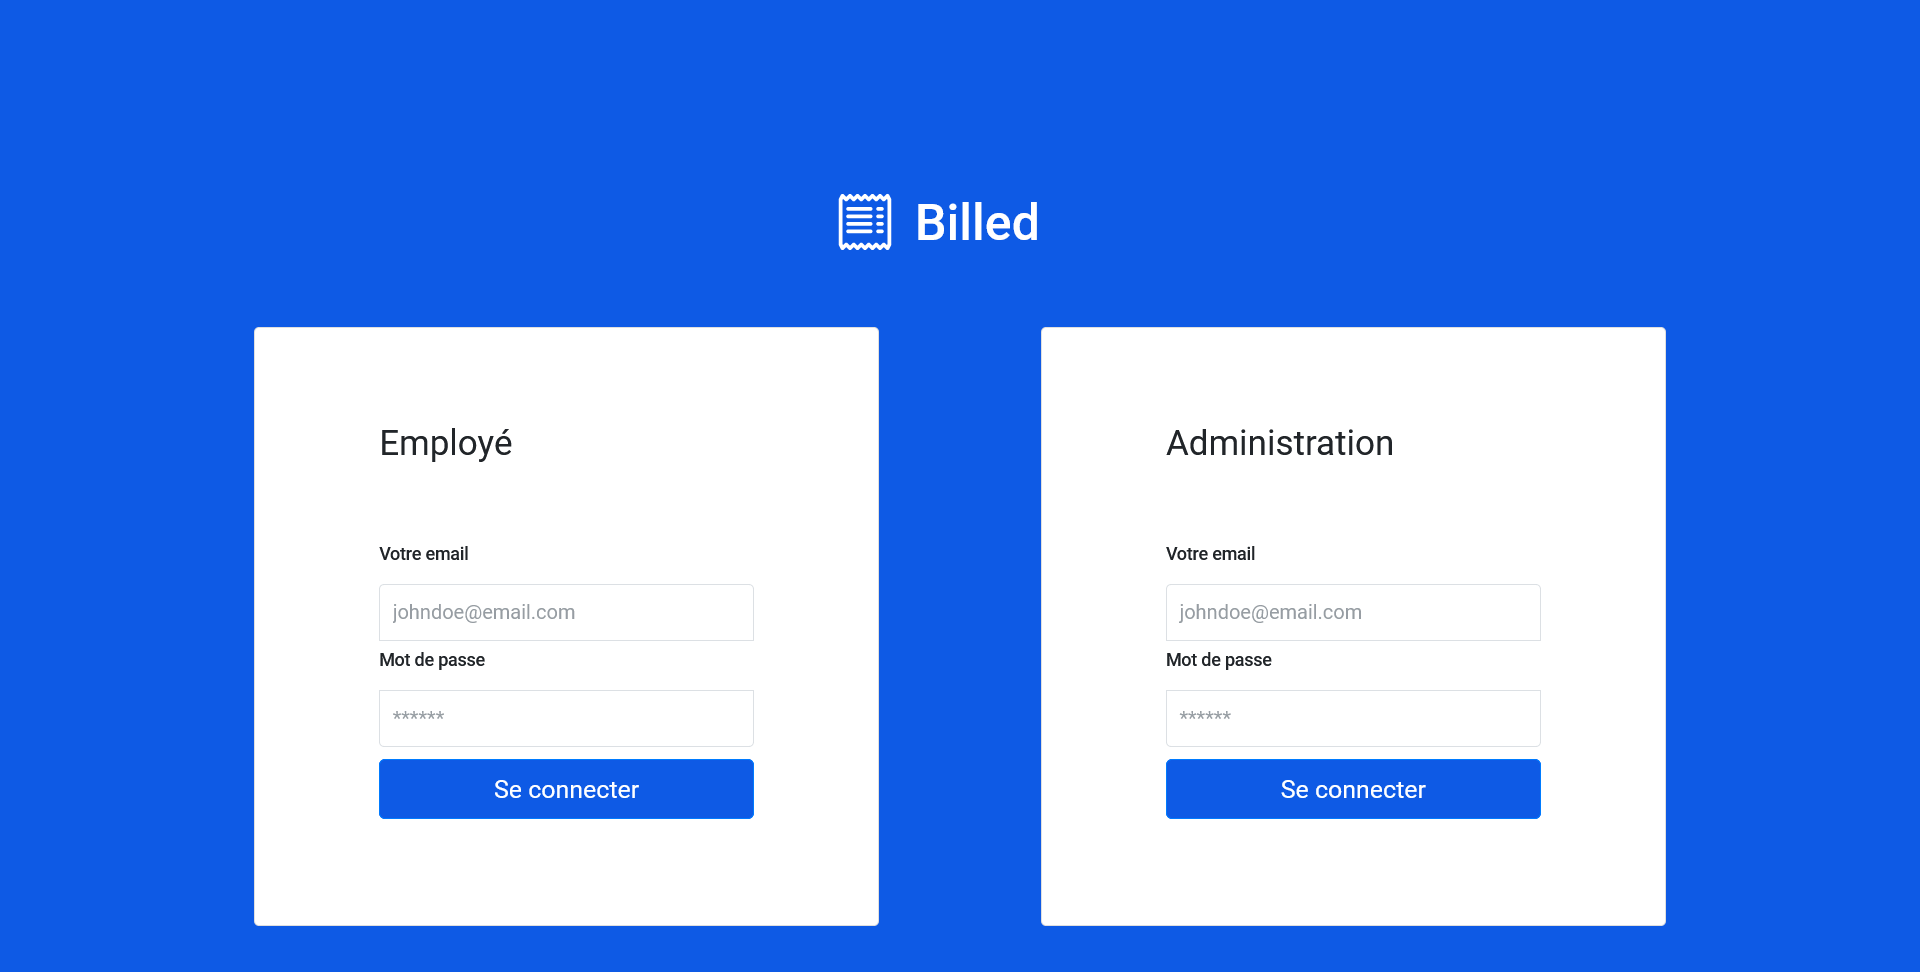 Billed
Employé
Votre email
johndoe@email.com
Mot de passe
******
Se connecter
Administration
Votre email
johndoe@email.com
Mot de passe
******
Se connecter